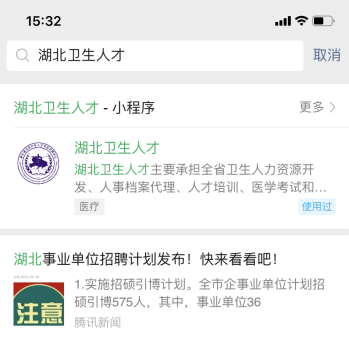 15:32
湖北卫生人才
取消
湖北卫生人才 - 小程序
更多
湖北卫生人才
湖北卫生人才主要承担全省卫生人力资源开
发、人事档案代理、人才培训、医学考试和...
医疗
使用过
湖北事业单位招聘计划发布！快来看看吧！
注意
1.实施招硕引博计划。全市企事业单位计划招
硕引博575人，其中，事业单位36
腾讯新闻